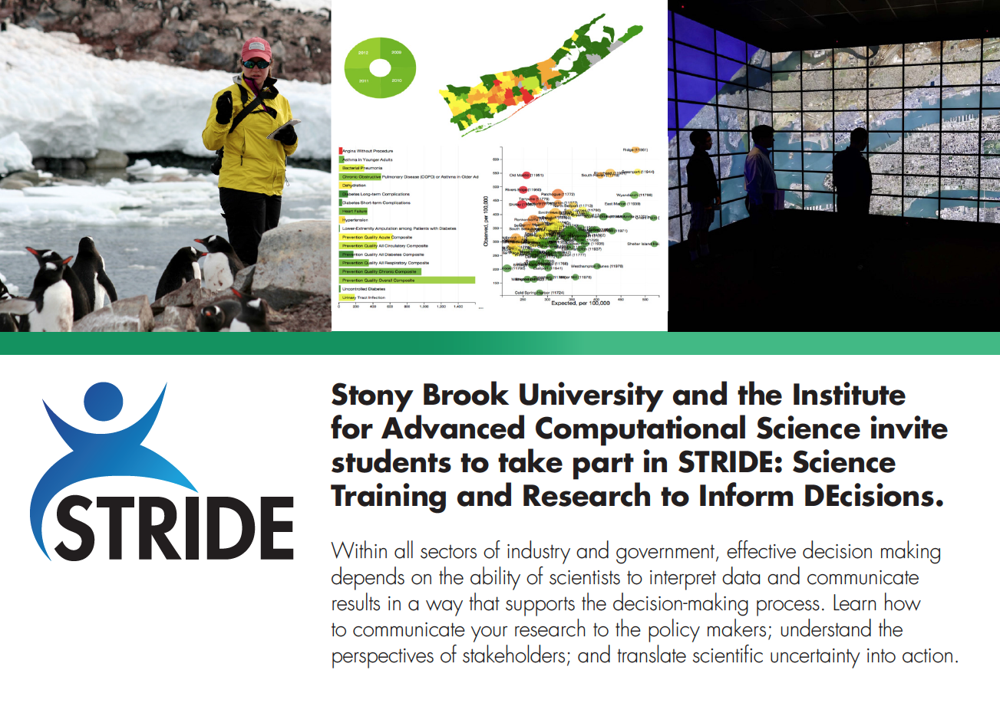 2012
2009
2011
2010
Angina Without Procedure
Asthma in Younger Adults
Bacterial Pneumonia
Chronic Obstructive Pulmonary Disease (COPD) or Asthma in Older Ad
Dehydration
Diabetes Long-term Complications
Diabetes Short-term Complications
Heart Failure
Hypertension
Lower-Extremity Amputation among Patients with Diabetes
Prevention Quality Acute Composite
Prevention Quality All Circulatory Composite
Prevention Quality All Diabetes Composite
Prevention Quality All Respiratory Composite
Prevention Quality Chronic Composite
Prevention Quality Overall Composite
Uncontrolled Diabetes
Urinary Tract Infection
0 200 400 600 800 1,000 1,200 1,400 ...
Observed, per 100,000
600
550
500
450
400
350
300
250
200
150
Ridge (11961)
Greenport (11944)
Old Mastic (11951)
Rivers Edge (11950)
Patchogue (11772)
Wyandanch (11798)
Shelter Island
Westhampton Dunes (11978)
Cold Spring Harbor (11724)
250 300 350 400 450 500
Expected, per 100,000
STRIDE
Stony Brook University and the Institute
for Advanced Computational Science invite
students to take part in STRIDE: Science
Training and Research to Inform DEcisions.
Within all sectors of industry and government, effective decision making
depends on the ability of scientists to interpret data and communicate
results in a way that supports the decision-making process. Learn how
to communicate your research to the policy makers; understand the
perspectives of stakeholders; and translate scientific uncertainty into action.